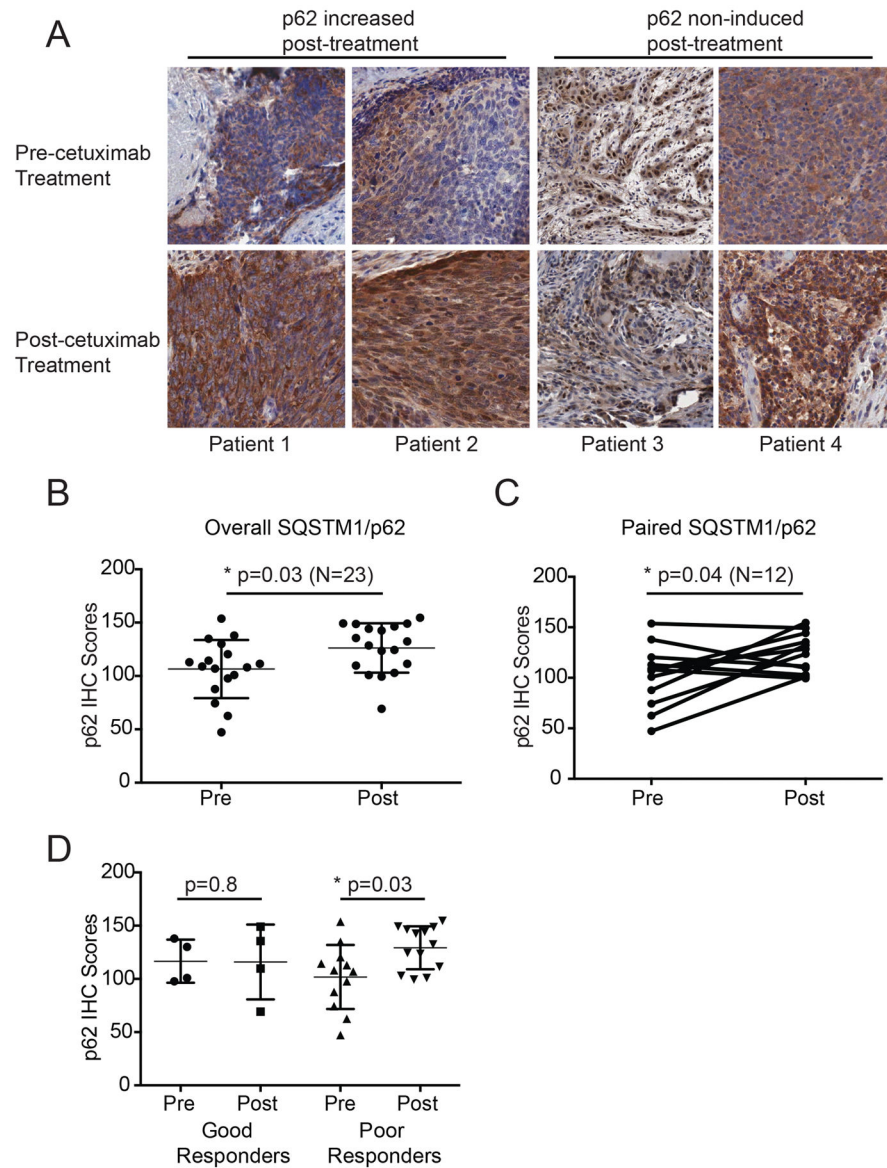 A
p62 increased
post-treatment
p62 non-induced
post-treatment
Pre-cetuximab
Treatment
Post-cetuximab
Treatment
Patient 1
Patient 2
Patient 3
Patient 4
B
Overall SQSTM1/p62
* p=0.03 (N=23)
p62 IHC Scores
200
150
100
50
0
Pre
Post
C
Paired SQSTM1/p62
* p=0.04 (N=12)
p62 IHC Scores
200
150
100
50
0
Pre
Post
D
p=0.8
* p=0.03
p62 IHC Scores
200
150
100
50
0
Pre
Post
Pre
Post
Good
Responders
Poor
Responders